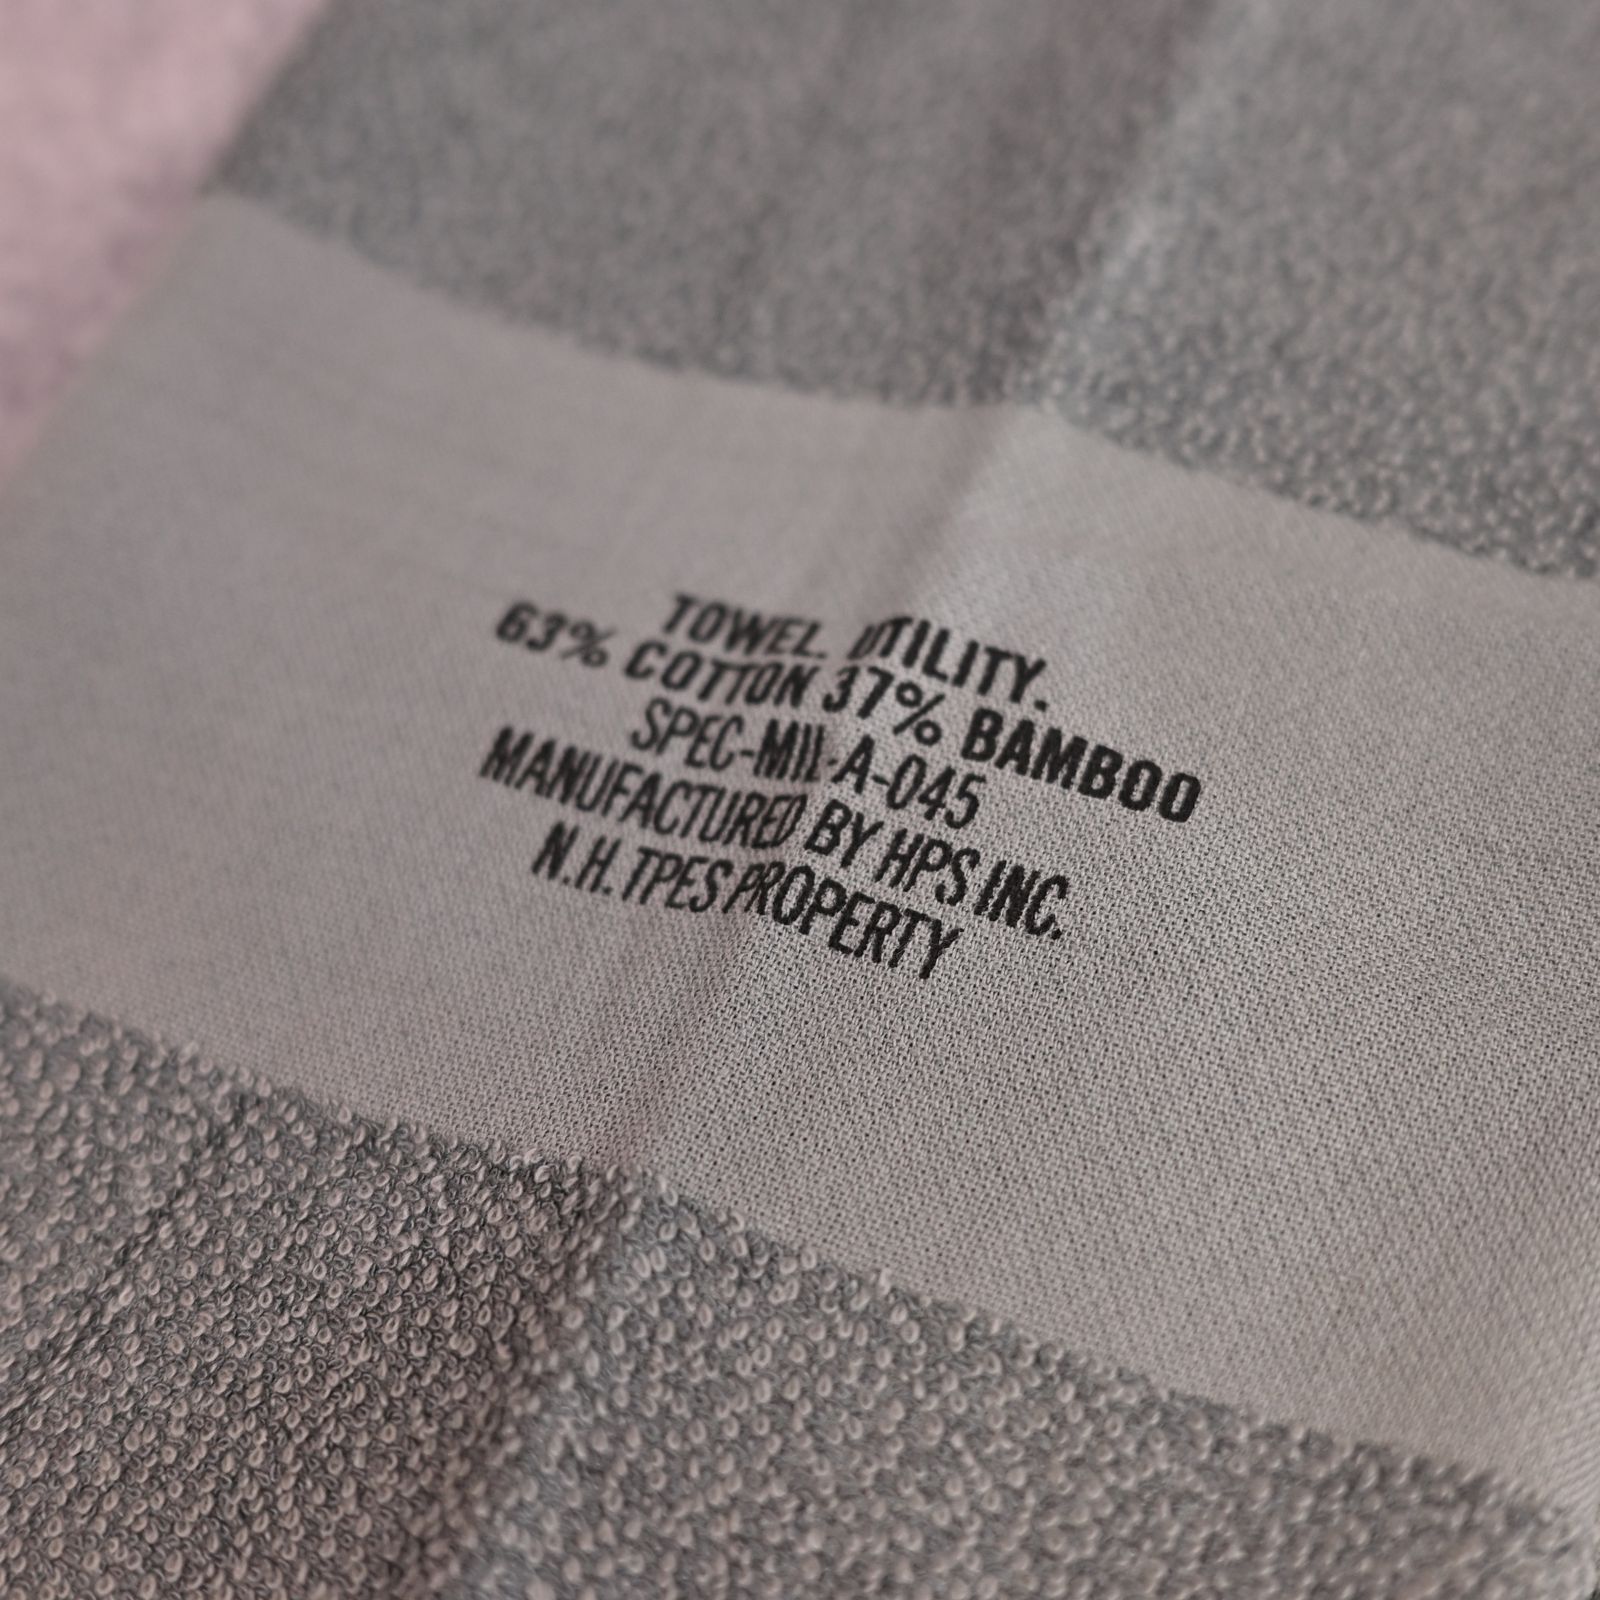 TOWEL. UTILITY.
63% COTTON 37% BAMBOO
SPEC-MIL-A-045
MANUFACTURED BY HPS INC.
N.H.TPES PROPERTY